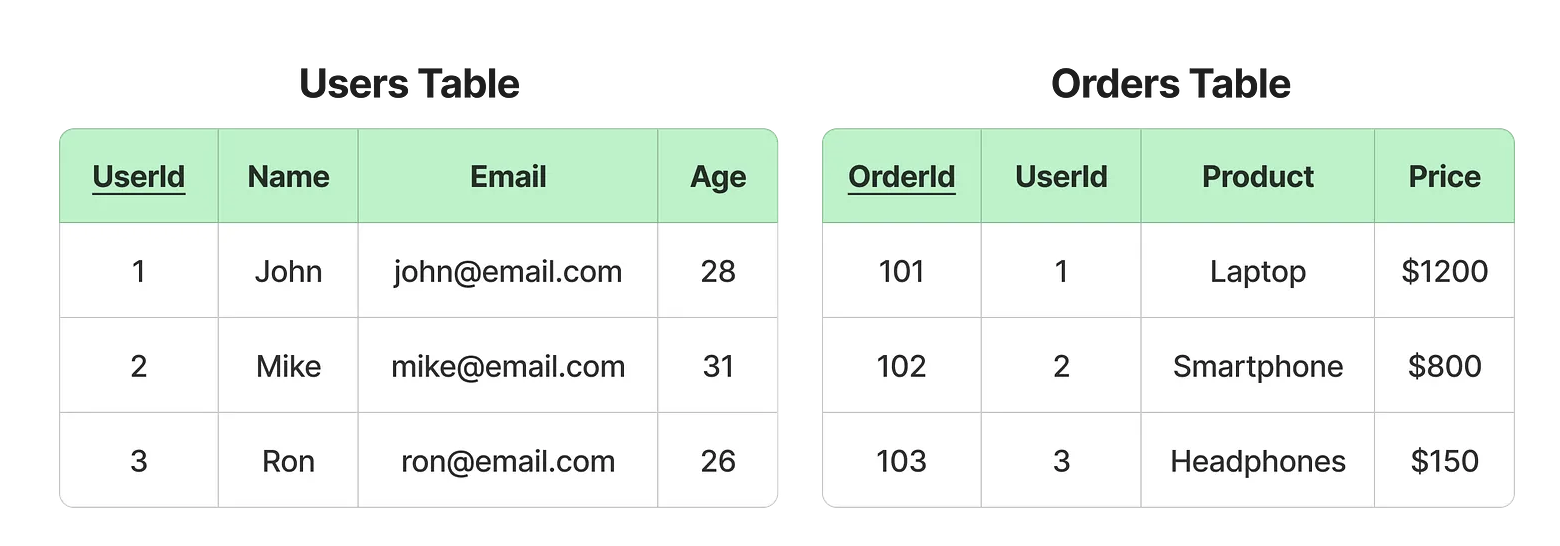 Users Table
UserId Name Email Age
1 John john@email.com 28
2 Mike mike@email.com 31
3 Ron ron@email.com 26
Orders Table
OrderId UserId Product Price
101 1 Laptop $1200
102 2 Smartphone $800
103 3 Headphones $150